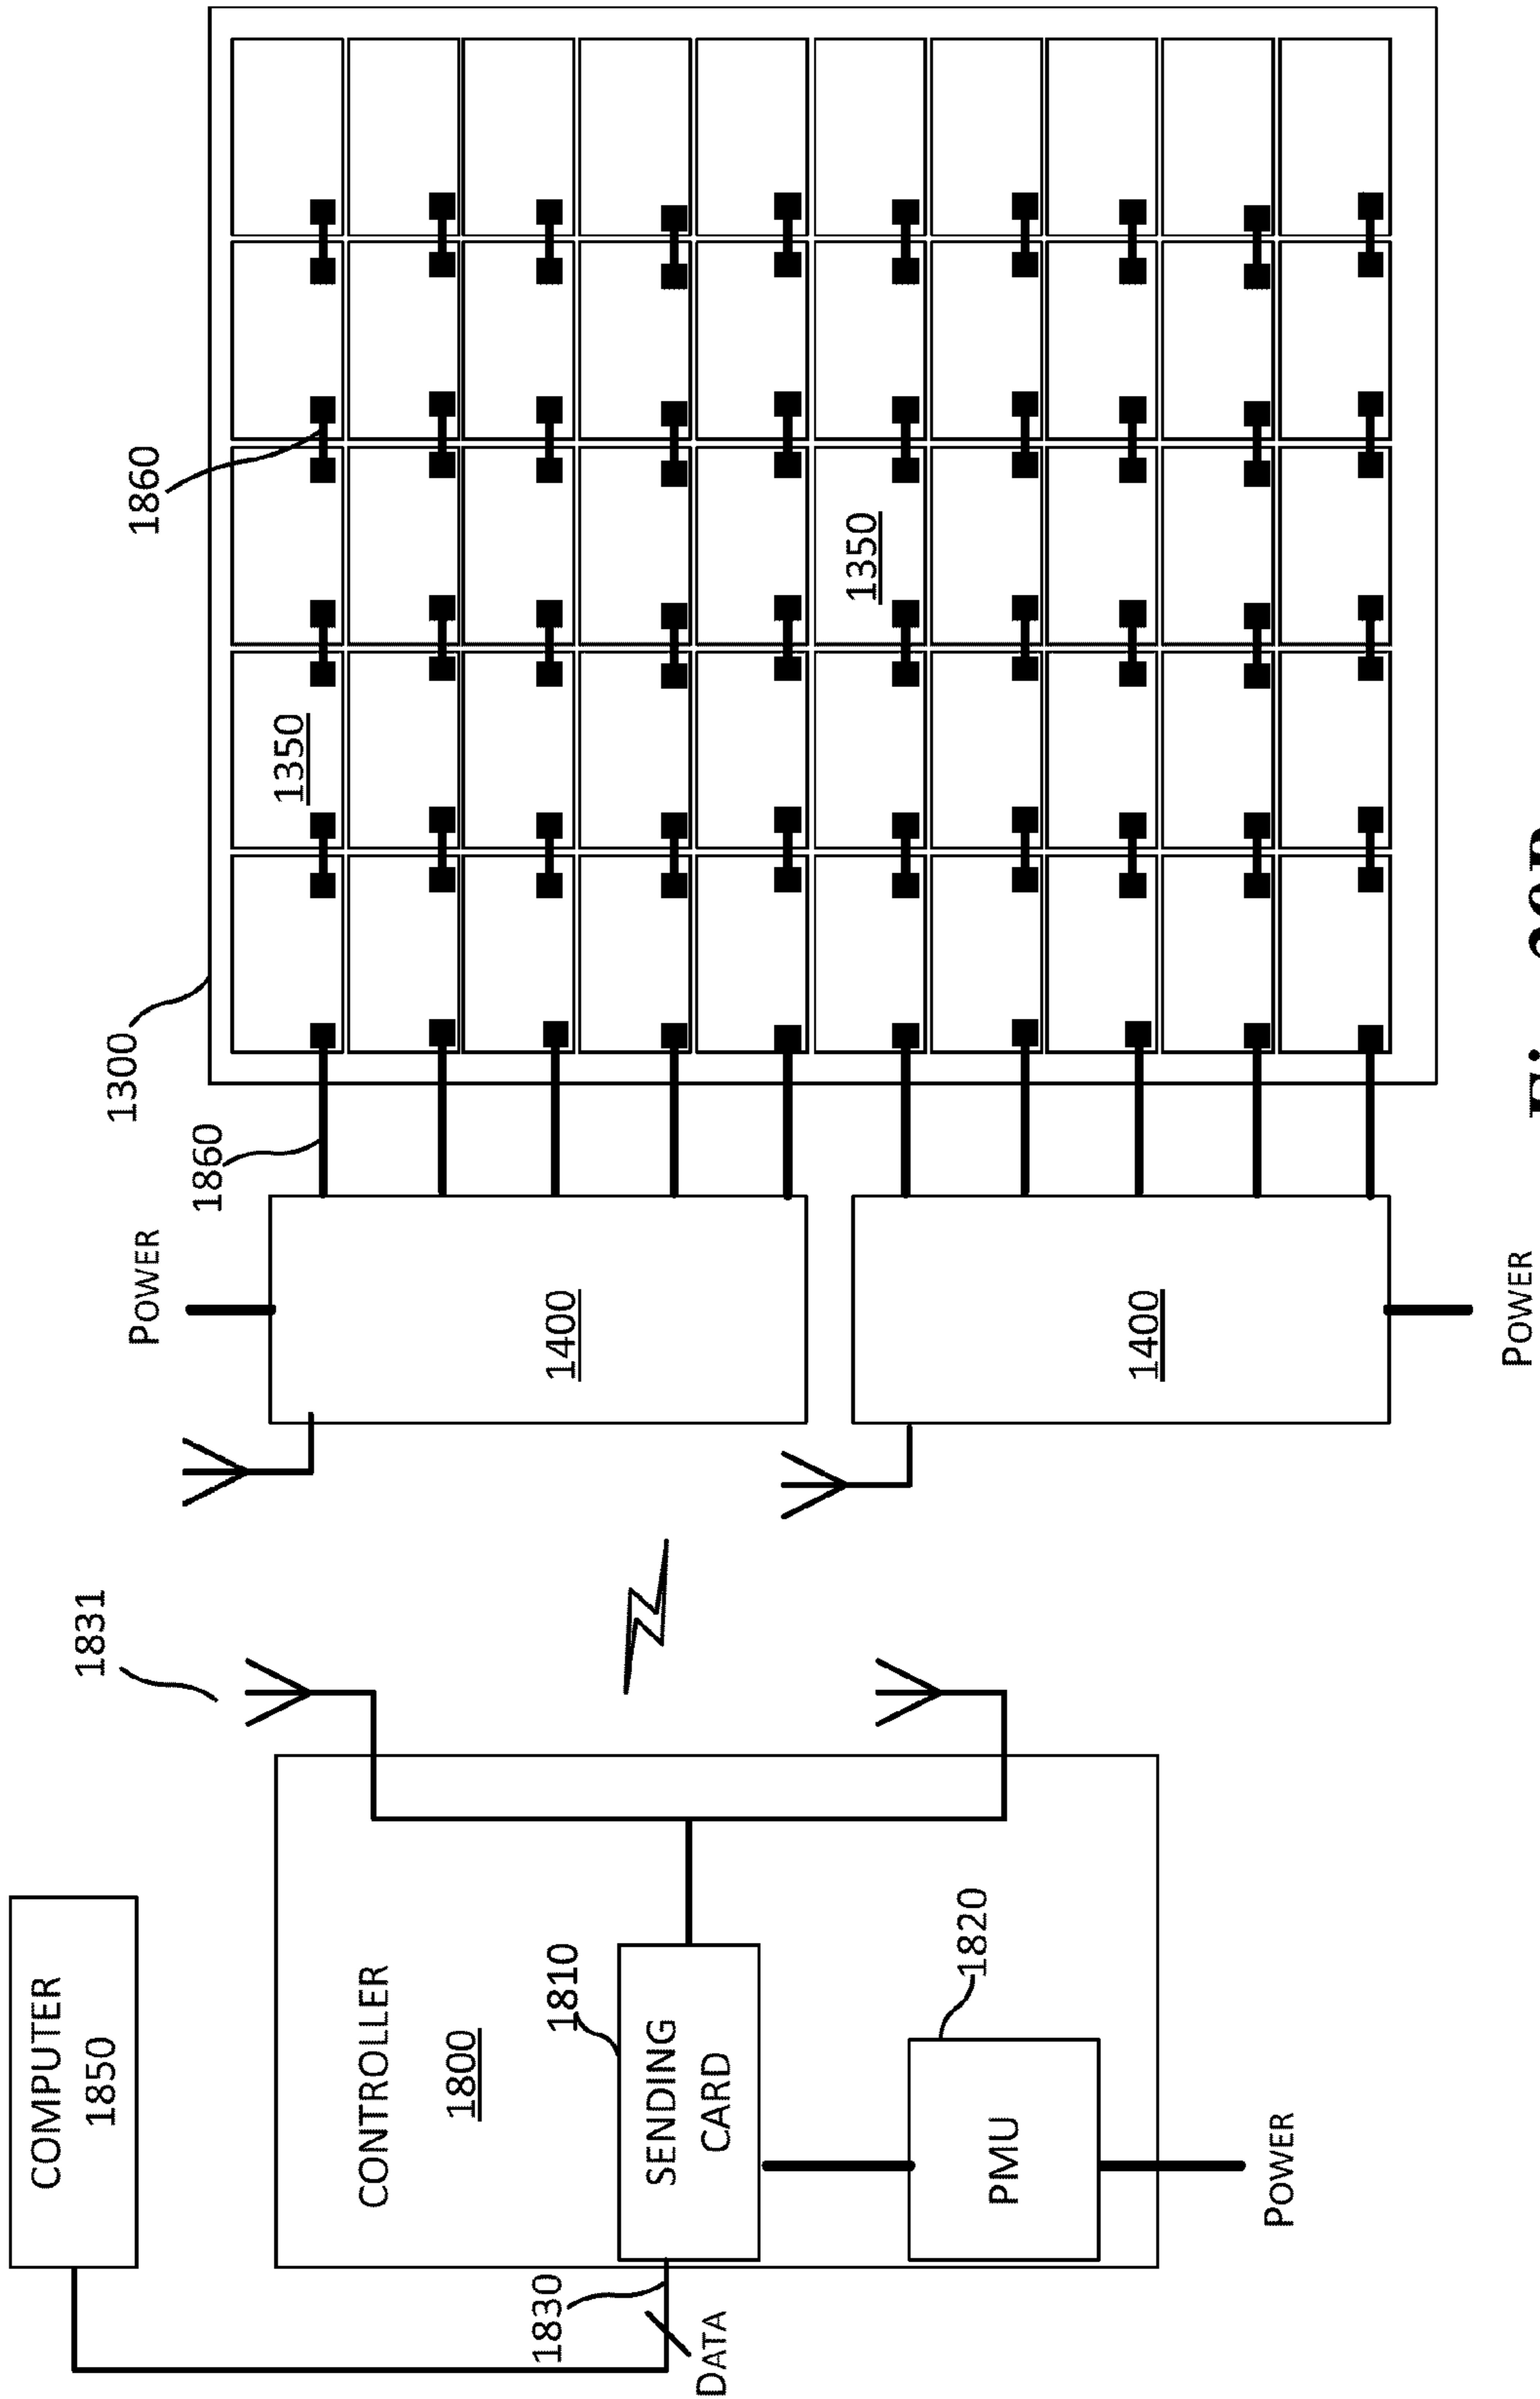 COMPUTER
1850
1831
CONTROLLER
1800
1810
SENDING
CARD
1830
DATA
1820
PMU
POWER
POWER
1400
1400
POWER
1860
1300
1860
1350
1350